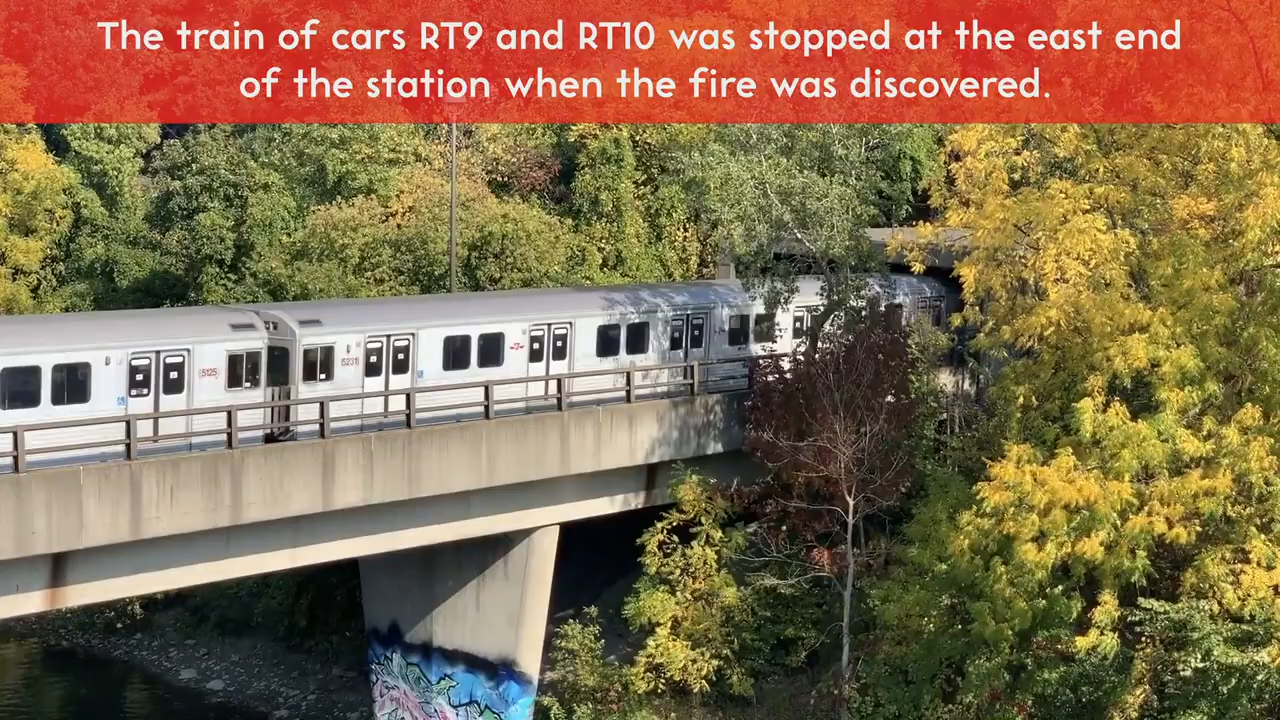 The train of cars RT9 and RT10 was stopped at the east end
of the station when the fire was discovered.
5125
5231